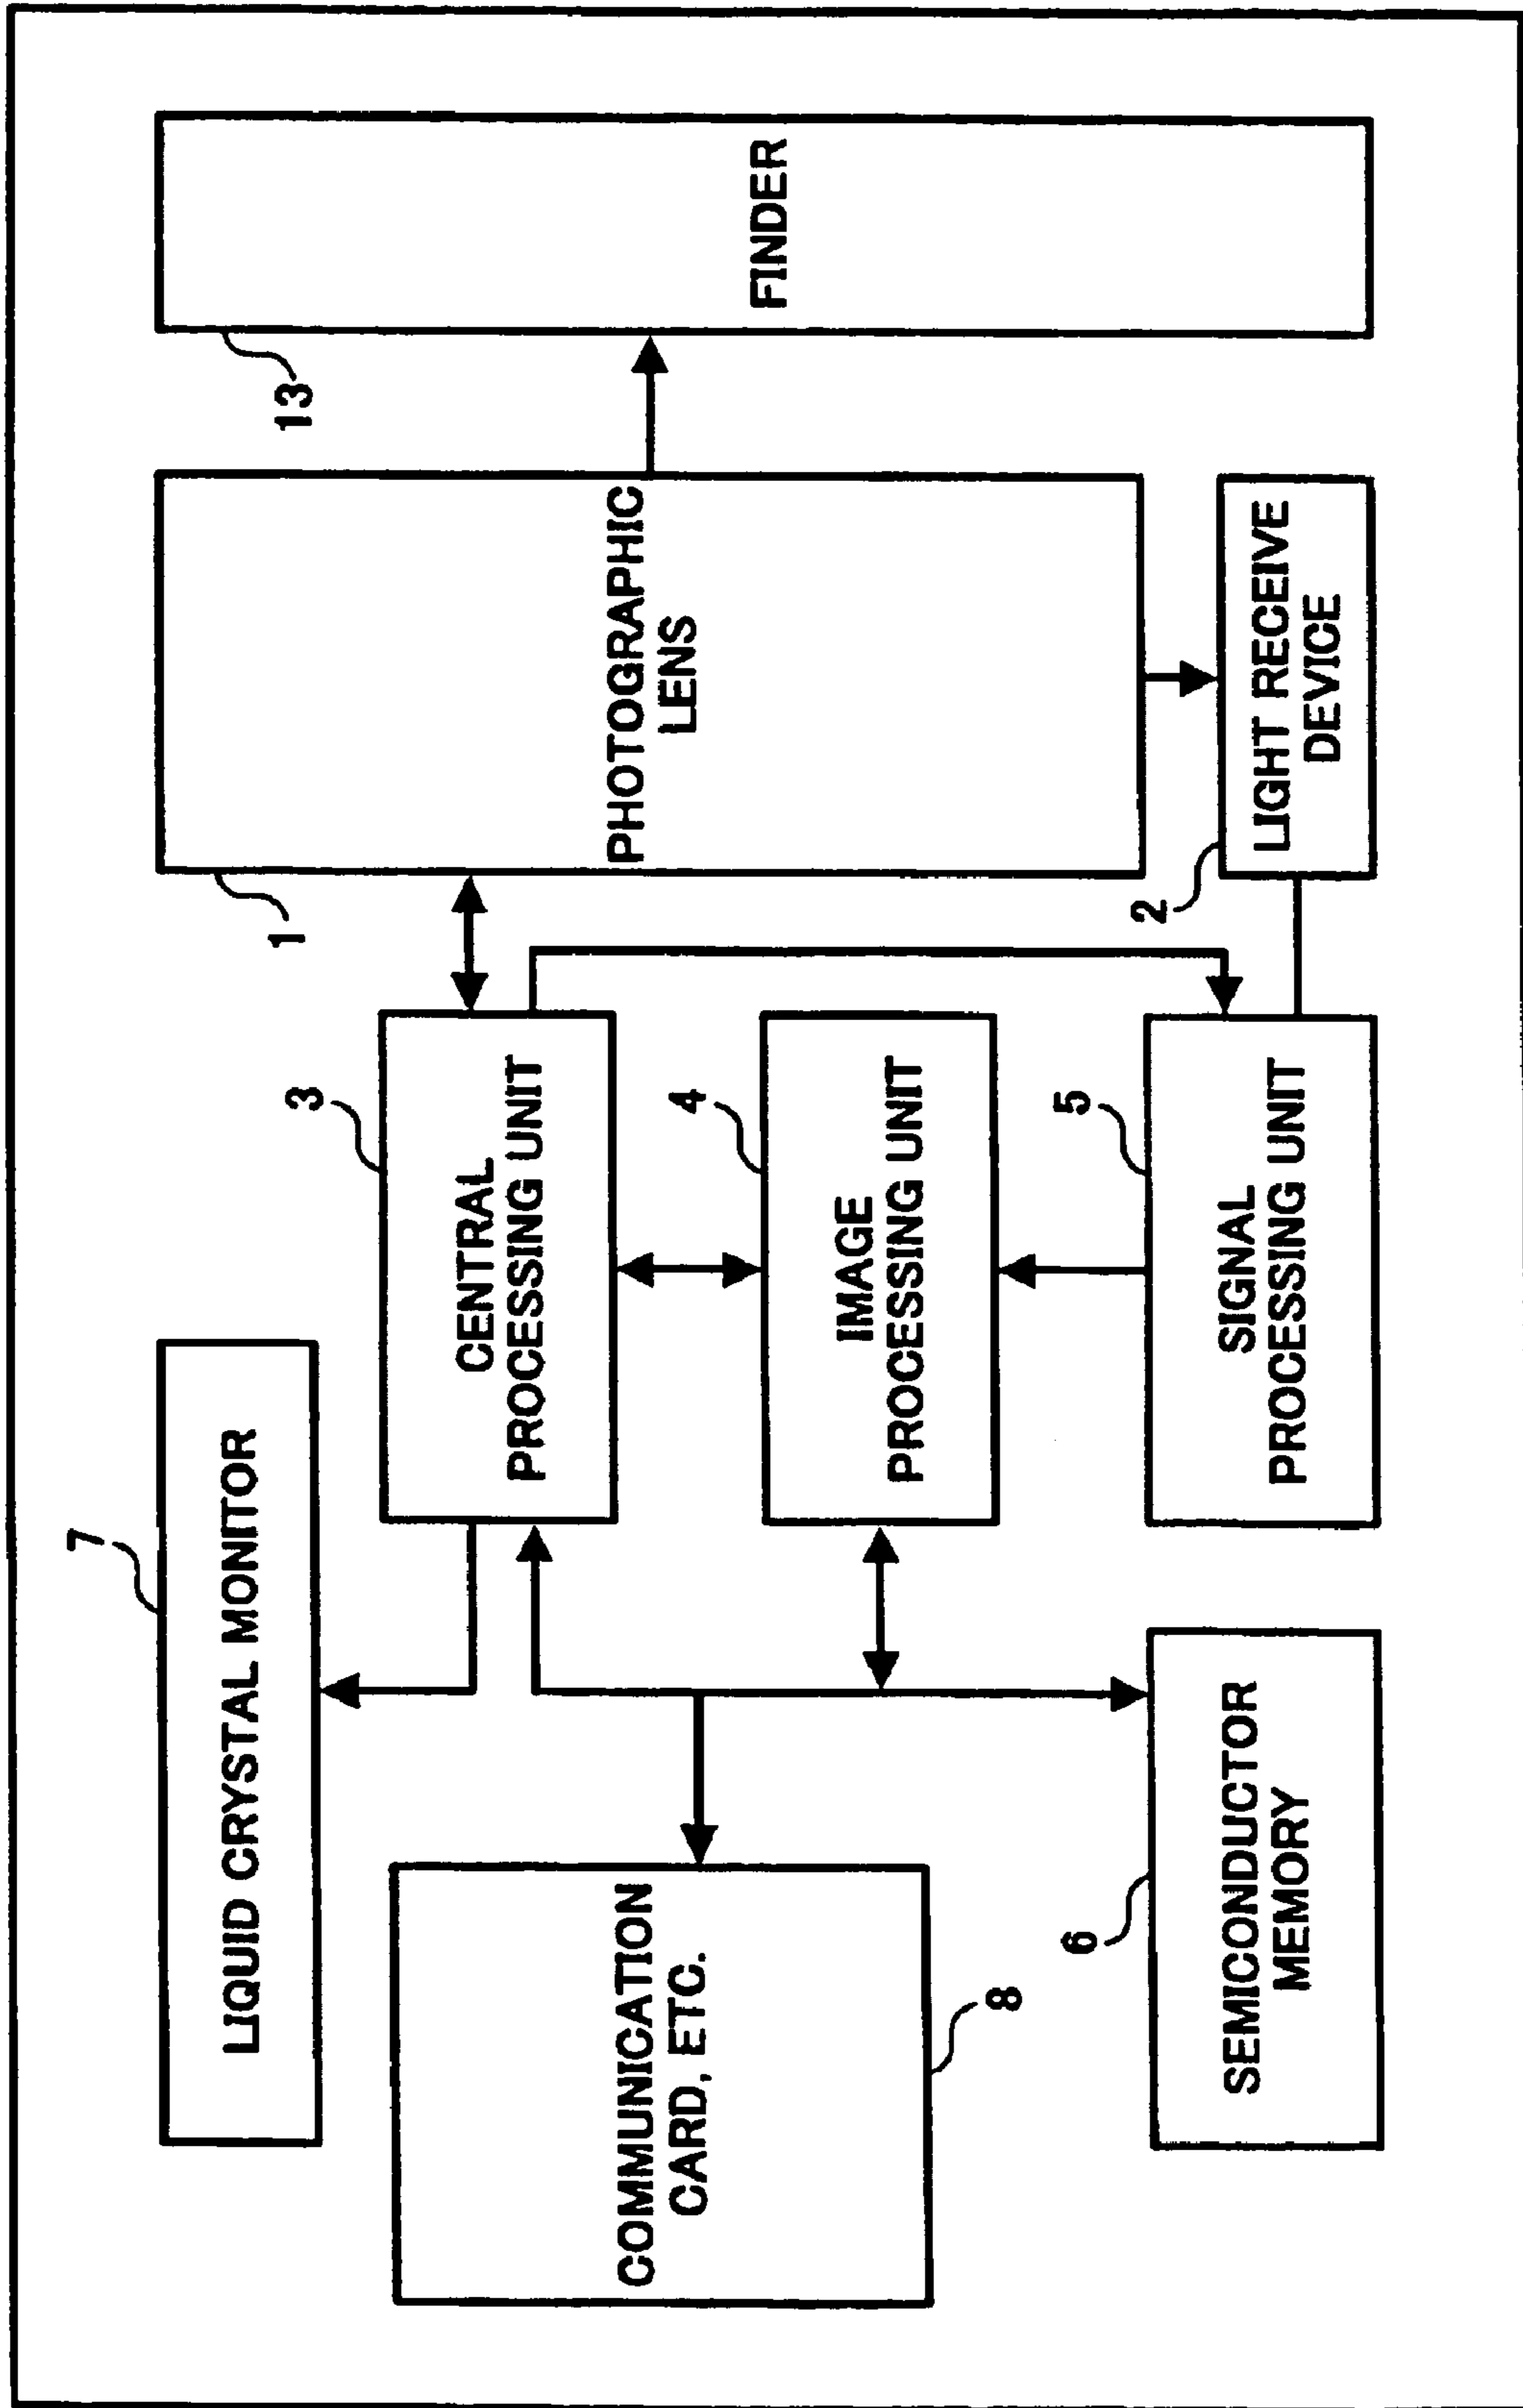 7
LIQUID CRYSTAL MONITOR
COMMUNICATION
CARD, ETC.
8
3
CENTRAL
PROCESSING UNIT
4
IMAGE
PROCESSING UNIT
5
SIGNAL
PROCESSING UNIT
6
SEMICONDUCTOR
MEMORY
1
PHOTOGRAPHIC
LENS
2
LIGHT RECEIVE
DEVICE
13
FINDER